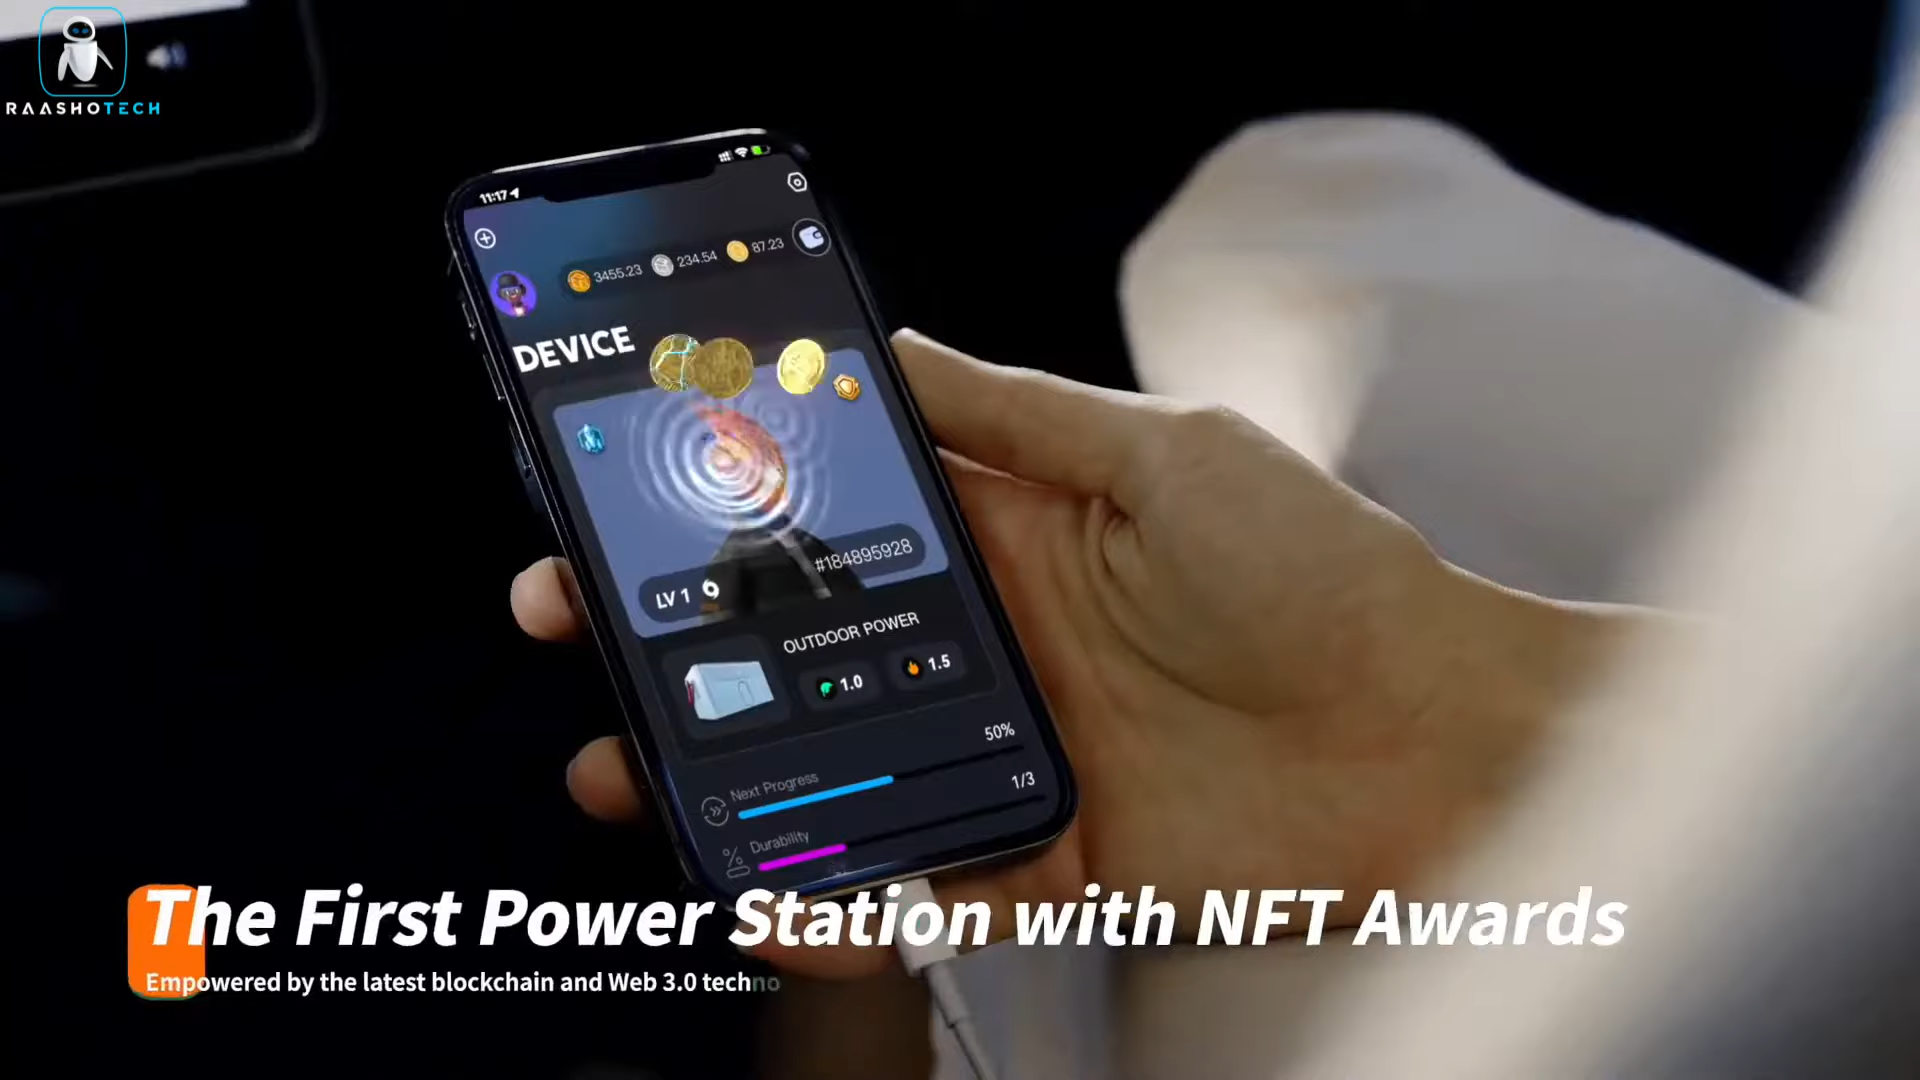 RAASHOTECH
11:17
3455.23
234.54
87.23
DEVICE
#184895928
LV 1
OUTDOOR POWER
1.0
1.5
50%
Next Progress
1/3
Durability
%
The First Power Station with NFT Awards
Empowered by the latest blockchain and Web 3.0 techno